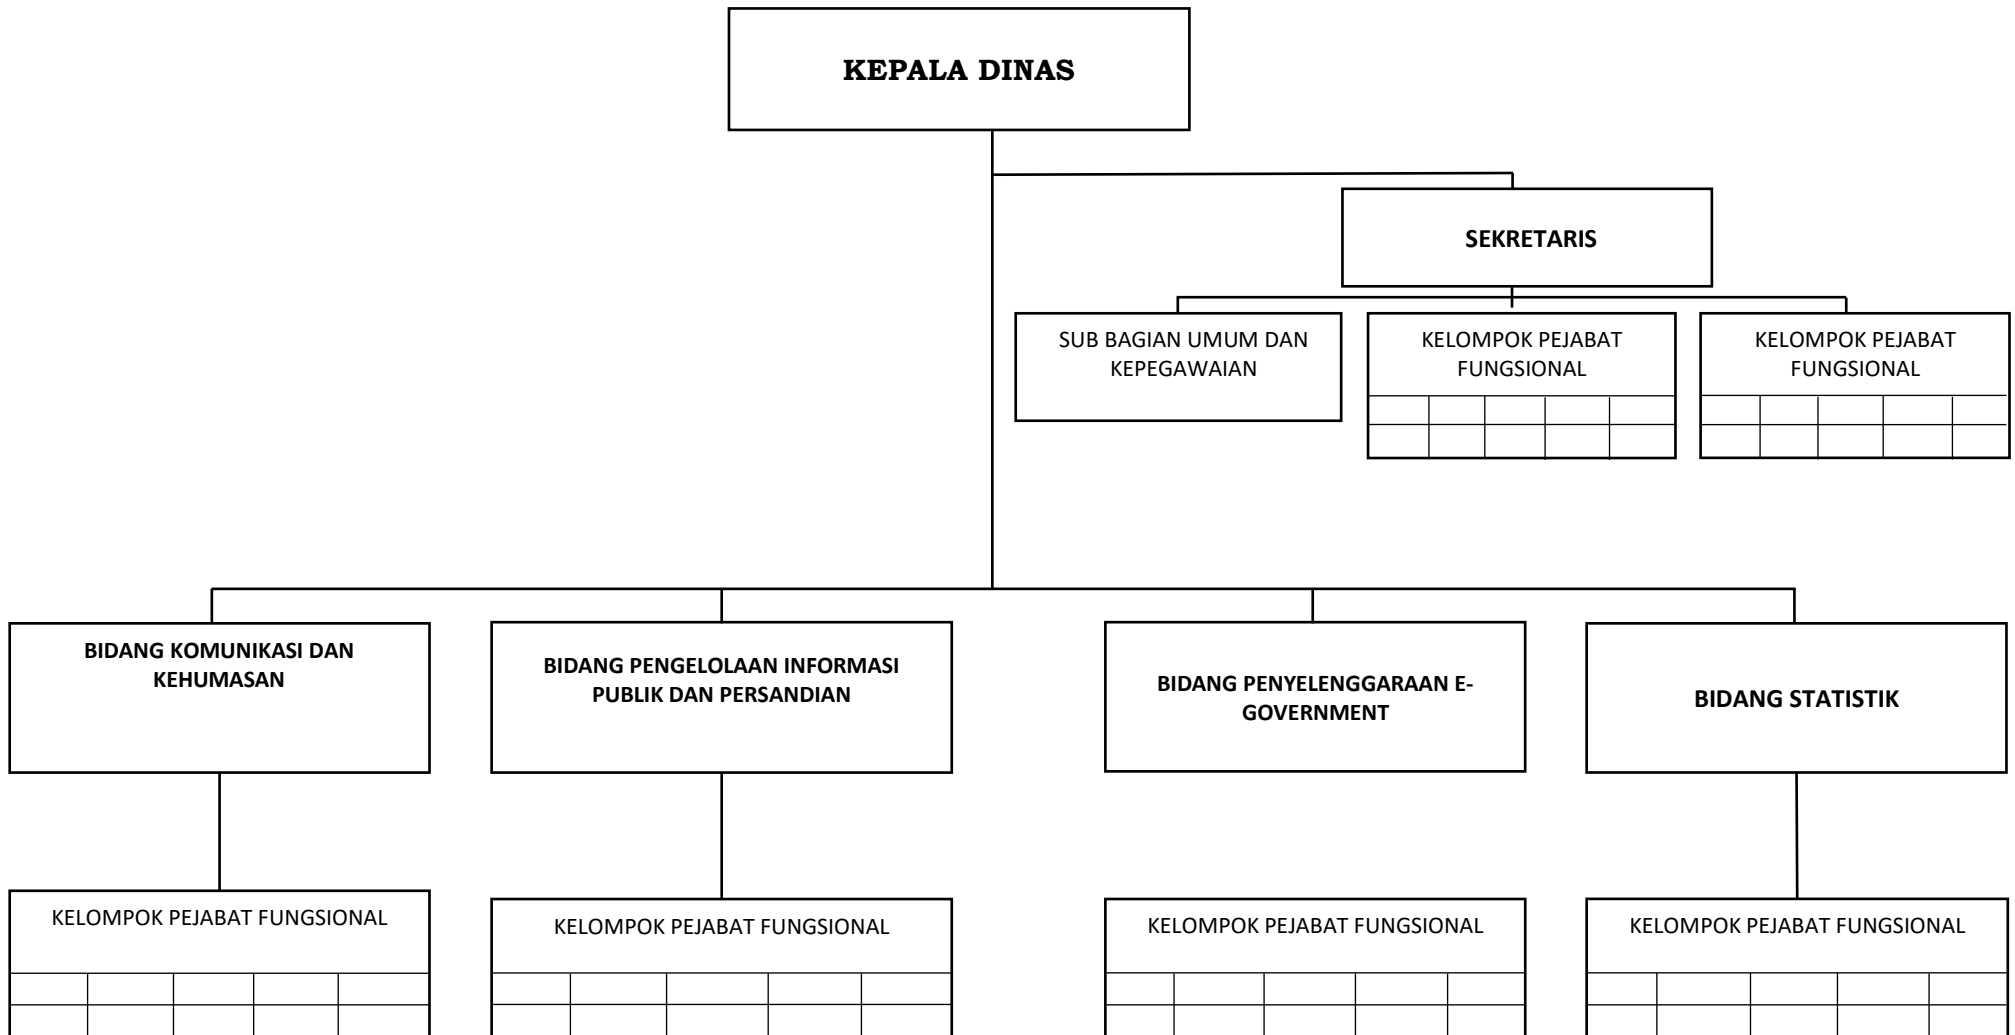 KEPALA DINAS
SEKRETARIS
SUB BAGIAN UMUM DAN
KEPEGAWAIAN
KELOMPOK PEJABAT
FUNGSIONAL
KELOMPOK PEJABAT
FUNGSIONAL
BIDANG KOMUNIKASI DAN
KEHUMASAN
BIDANG PENGELOLAAN INFORMASI
PUBLIK DAN PERSANDIAN
BIDANG PENYELENGGARAAN E-
GOVERNMENT
BIDANG STATISTIK
KELOMPOK PEJABAT FUNGSIONAL
KELOMPOK PEJABAT FUNGSIONAL
KELOMPOK PEJABAT FUNGSIONAL
KELOMPOK PEJABAT FUNGSIONAL